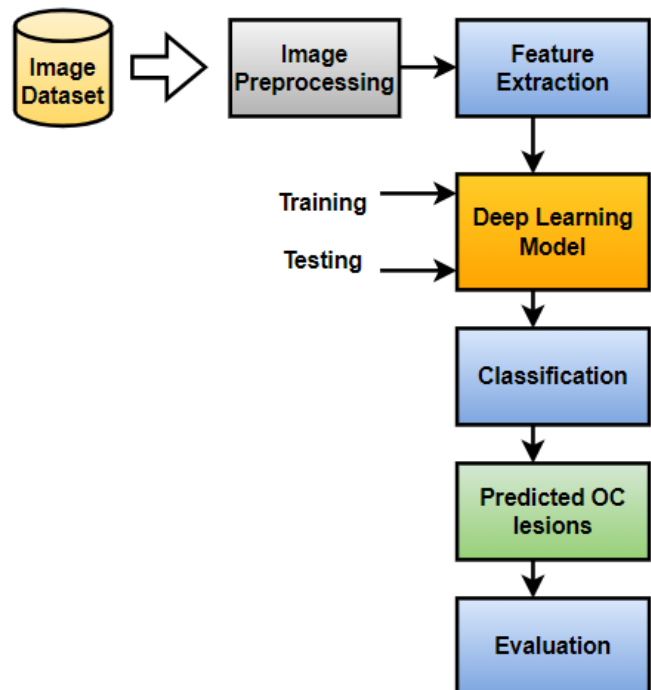 Image
Dataset
Image
Preprocessing
Feature
Extraction
Training
Testing
Deep Learning
Model
Classification
Predicted OC
lesions
Evaluation